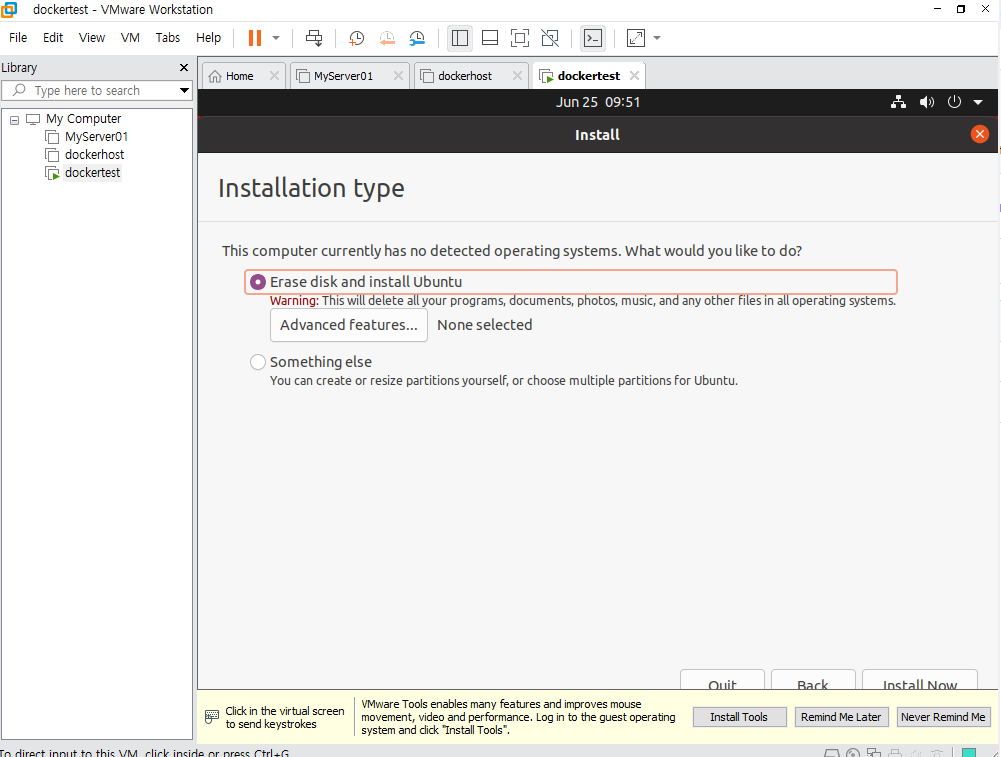 dockertest - VMware Workstation
File Edit View VM Tabs Help
Library
Type here to search
My Computer
MyServer01
dockerhost
dockertest
Home MyServer01 dockerhost dockertest
Jun 25 09:51
Install
Installation type
This computer currently has no detected operating systems. What would you like to do?
Erase disk and install Ubuntu
Warning: This will delete all your programs, documents, photos, music, and any other files in all operating systems.
Advanced features... None selected
Something else
You can create or resize partitions yourself, or choose multiple partitions for Ubuntu.
Quit Back Install Now
Click in the virtual screen
to send keystrokes
VMware Tools enables many features and improves mouse
movement, video and performance. Log in to the guest operating
system and click "Install Tools".
Install Tools Remind Me Later Never Remind Me
To direct input to this VM, click inside or press Ctrl+G.